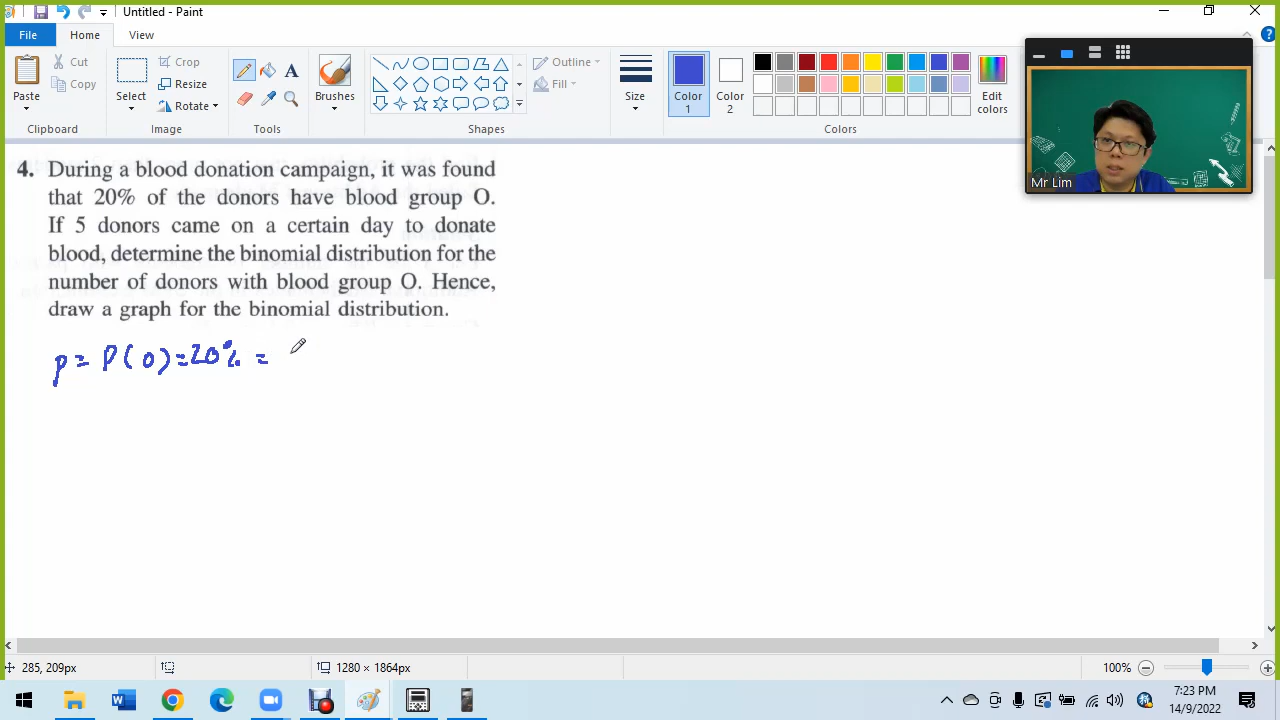 Untitled - Paint
File Home View
Paste Cut Copy Clipboard
Select Crop Resize Rotate Image
Tools
Brushes
Outline Fill Shapes
Size
Color 1 Color 2 Edit colors Colors
Mr Lim
4. During a blood donation campaign, it was found
that 20% of the donors have blood group O.
If 5 donors came on a certain day to donate
blood, determine the binomial distribution for the
number of donors with blood group O. Hence,
draw a graph for the binomial distribution.
p = P(O) = 20% =
285, 209px 1280 × 1864px 100%
7:23 PM
14/9/2022